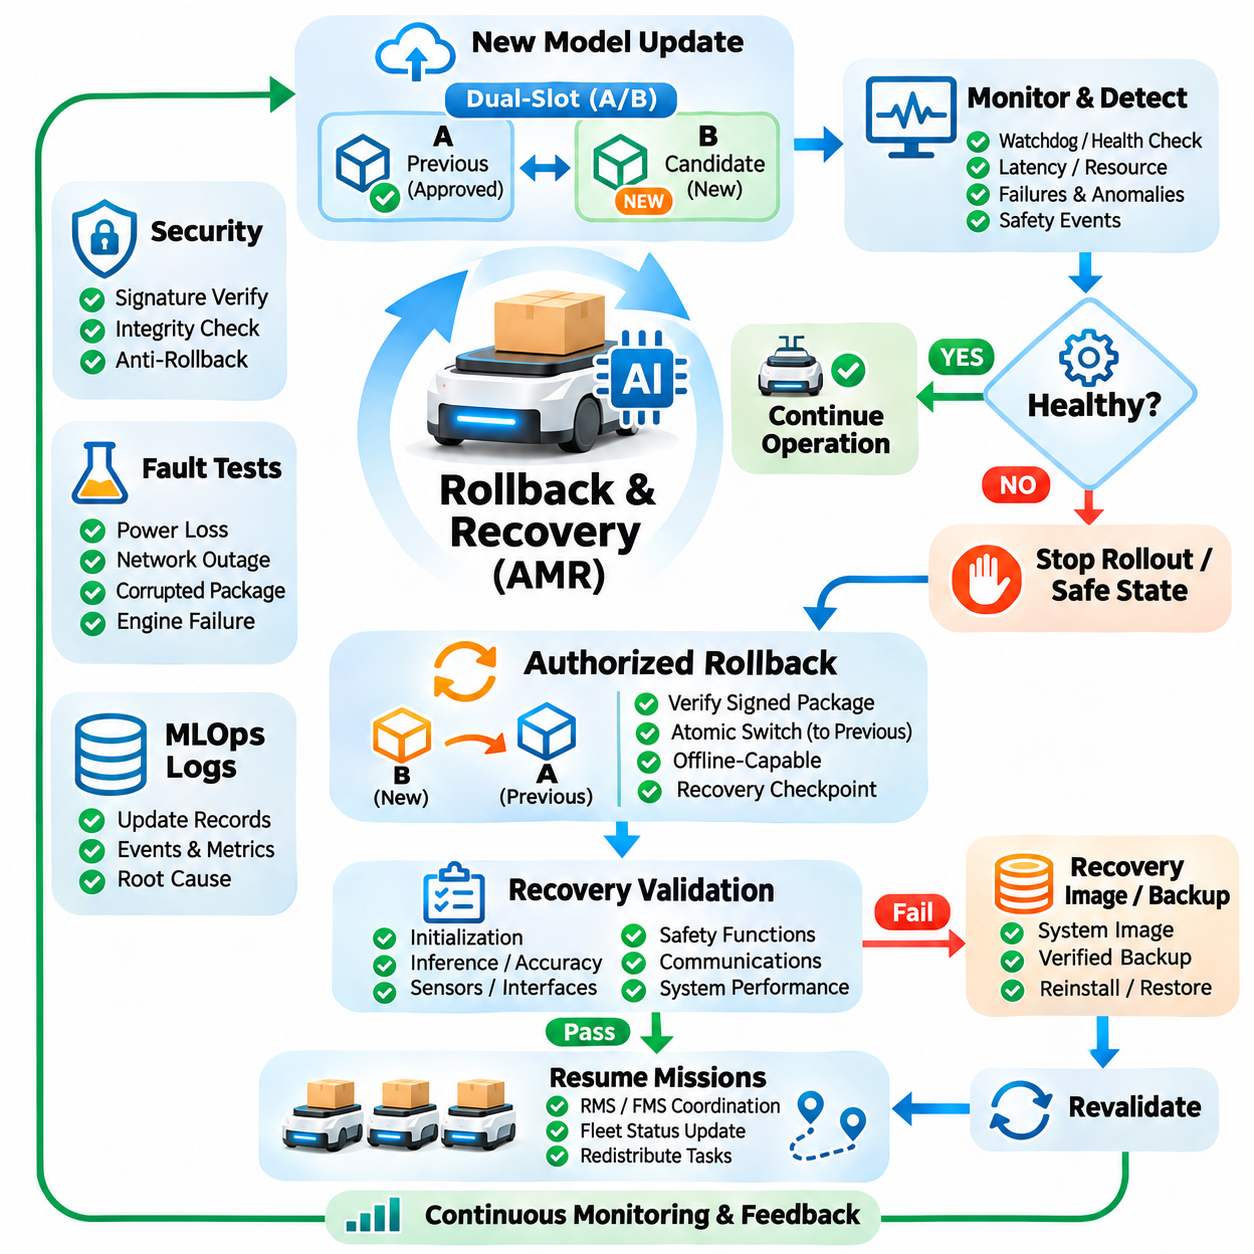 New Model Update
Dual-Slot (A/B)
A
Previous
(Approved)
B
Candidate
(New)
NEW
Monitor & Detect
Watchdog / Health Check
Latency / Resource
Failures & Anomalies
Safety Events
Security
Signature Verify
Integrity Check
Anti-Rollback
AI
Rollback &
Recovery
(AMR)
Healthy?
YES
Continue
Operation
NO
Stop Rollout /
Safe State
Fault Tests
Power Loss
Network Outage
Corrupted Package
Engine Failure
Authorized Rollback
B
(New)
A
(Previous)
Verify Signed Package
Atomic Switch (to Previous)
Offline-Capable
Recovery Checkpoint
MLOps
Logs
Update Records
Events & Metrics
Root Cause
Recovery Validation
Initialization
Inference / Accuracy
Sensors / Interfaces
Safety Functions
Communications
System Performance
Fail
Recovery
Image / Backup
System Image
Verified Backup
Reinstall / Restore
Pass
Resume Missions
RMS / FMS Coordination
Fleet Status Update
Redistribute Tasks
Revalidate
Continuous Monitoring & Feedback